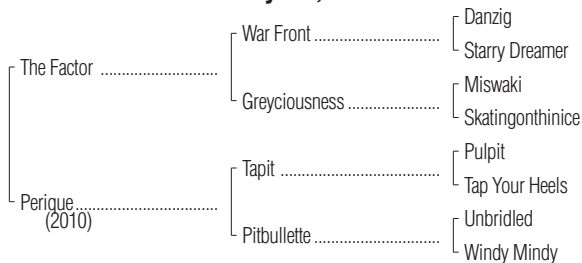 Danzig
War Front ..............................
Starry Dreamer
The Factor ............................
Miswaki
Greyciousness ....................
Skatingonthinice
Pulpit
Tapit ......................................
Tap Your Heels
Perique..................................
(2010)
Unbridled
Pitbullette.............................
Windy Mindy